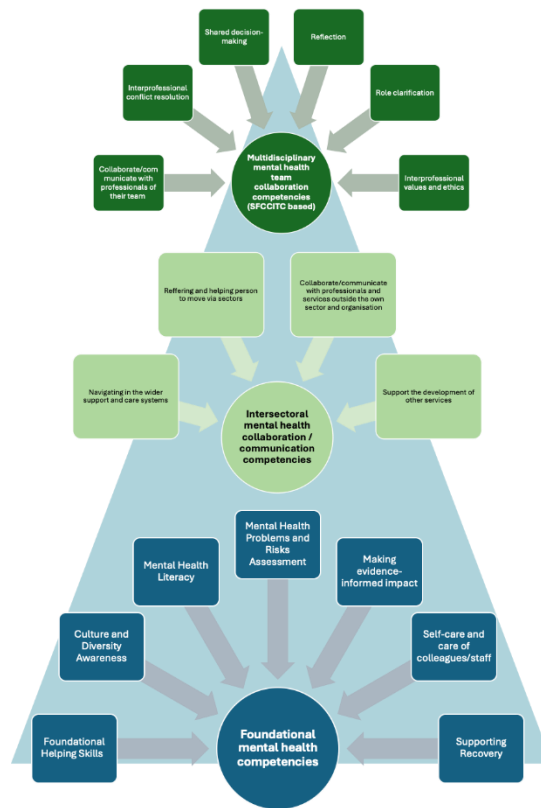 Shared decision-
making
Reflection
Interprofessional
conflict resolution
Role clarification
Collaborate/com
municate with
professionals of
their team
Multidisciplinary
mental health
team
collaboration
competencies
(SFCCITC based)
Interprofessional
values and ethics
Reffering and helping person
to move via sectors
Collaborate/communicate
with professionals and
services outside the own
sector and organisation
Navigating in the wider
support and care systems
Support the development of
other services
Intersectoral
mental health
collaboration /
communication
competencies
Mental Health
Problems and
Risks
Assessment
Mental Health
Literacy
Making
evidence-
informed impact
Culture and
Diversity
Awareness
Self-care and
care of
colleagues/staff
Foundational
Helping Skills
Foundational
mental health
competencies
Supporting
Recovery